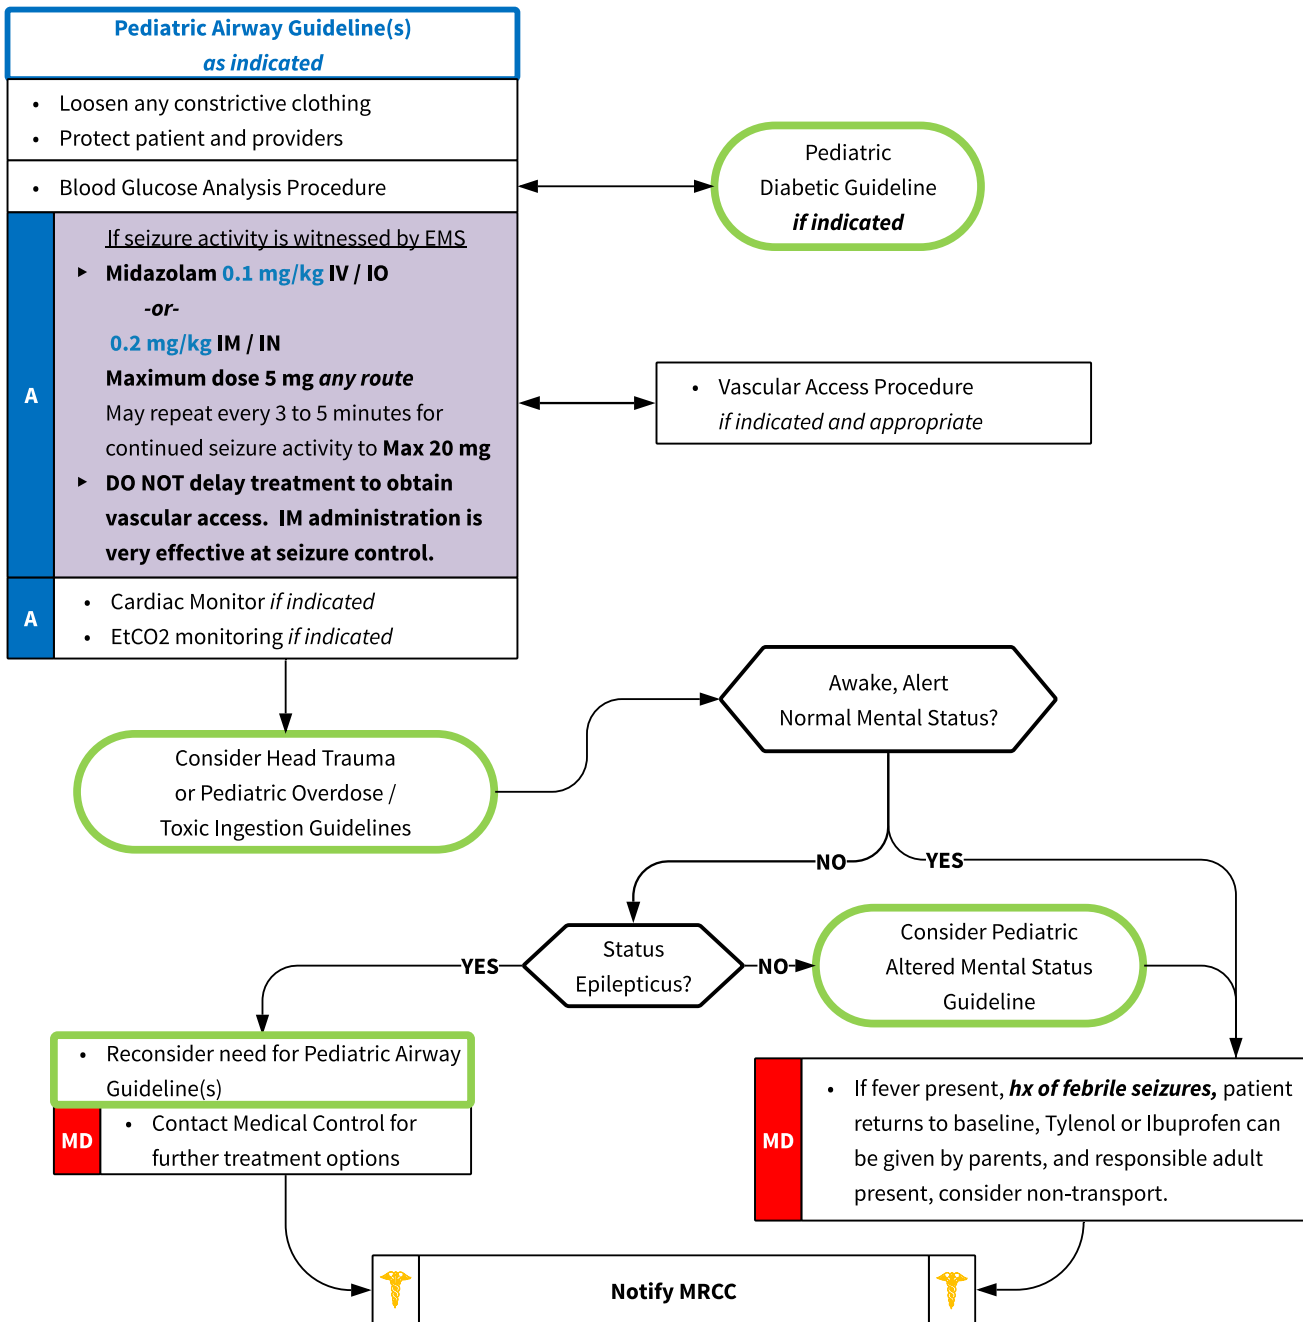 Pediatric Airway Guideline(s)
as indicated
• Loosen any constrictive clothing
• Protect patient and providers
• Blood Glucose Analysis Procedure
Pediatric
Diabetic Guideline
if indicated
A
If seizure activity is witnessed by EMS
▸ Midazolam 0.1 mg/kg IV / IO
-or-
0.2 mg/kg IM / IN
Maximum dose 5 mg any route
May repeat every 3 to 5 minutes for
continued seizure activity to Max 20 mg
▸ DO NOT delay treatment to obtain
vascular access.  IM administration is
very effective at seizure control.
• Vascular Access Procedure
if indicated and appropriate
A
• Cardiac Monitor if indicated
• EtCO2 monitoring if indicated
Consider Head Trauma
or Pediatric Overdose /
Toxic Ingestion Guidelines
Awake, Alert
Normal Mental Status?
NO
YES
Status
Epilepticus?
YES
NO
Consider Pediatric
Altered Mental Status
Guideline
• Reconsider need for Pediatric Airway
Guideline(s)
MD
• Contact Medical Control for
further treatment options
MD
• If fever present, hx of febrile seizures, patient
returns to baseline, Tylenol or Ibuprofen can
be given by parents, and responsible adult
present, consider non-transport.
Notify MRCC